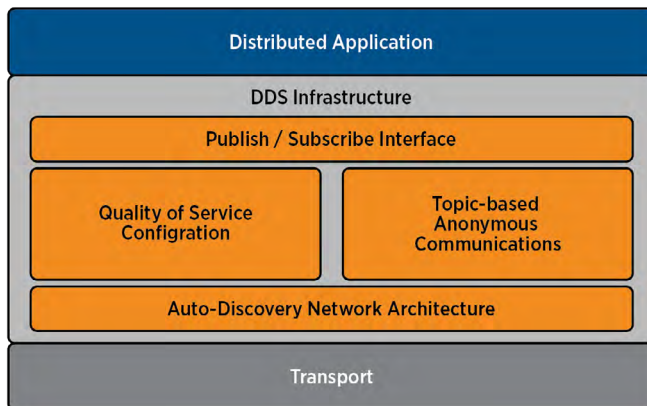 Distributed Application
DDS Infrastructure
Publish / Subscribe Interface
Quality of Service
Configration
Topic-based
Anonymous
Communications
Auto-Discovery Network Architecture
Transport